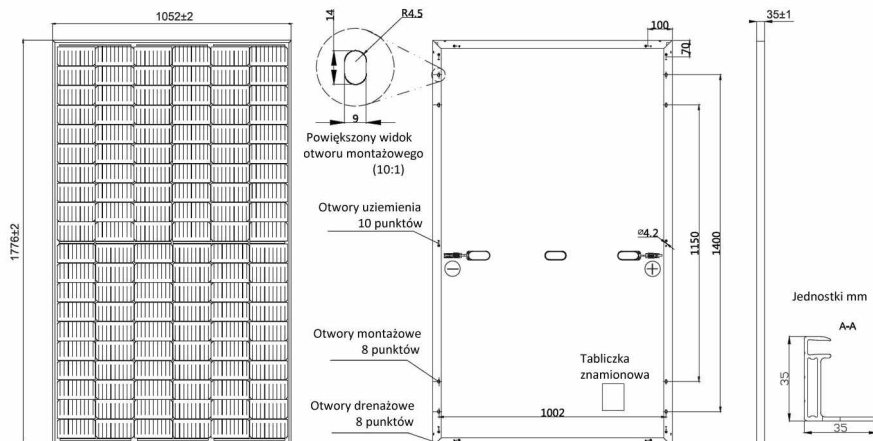 1052±2
1776±2
14
R4.5
9
Powiększony widok
otworu montażowego
(10:1)
Otwory uziemienia
10 punktów
Otwory montażowe
8 punktów
Otwory drenażowe
8 punktów
100
70
ø4.2
1150
1400
−
+
Tabliczka
znamionowa
1002
35±1
Jednostki mm
A-A
35
35